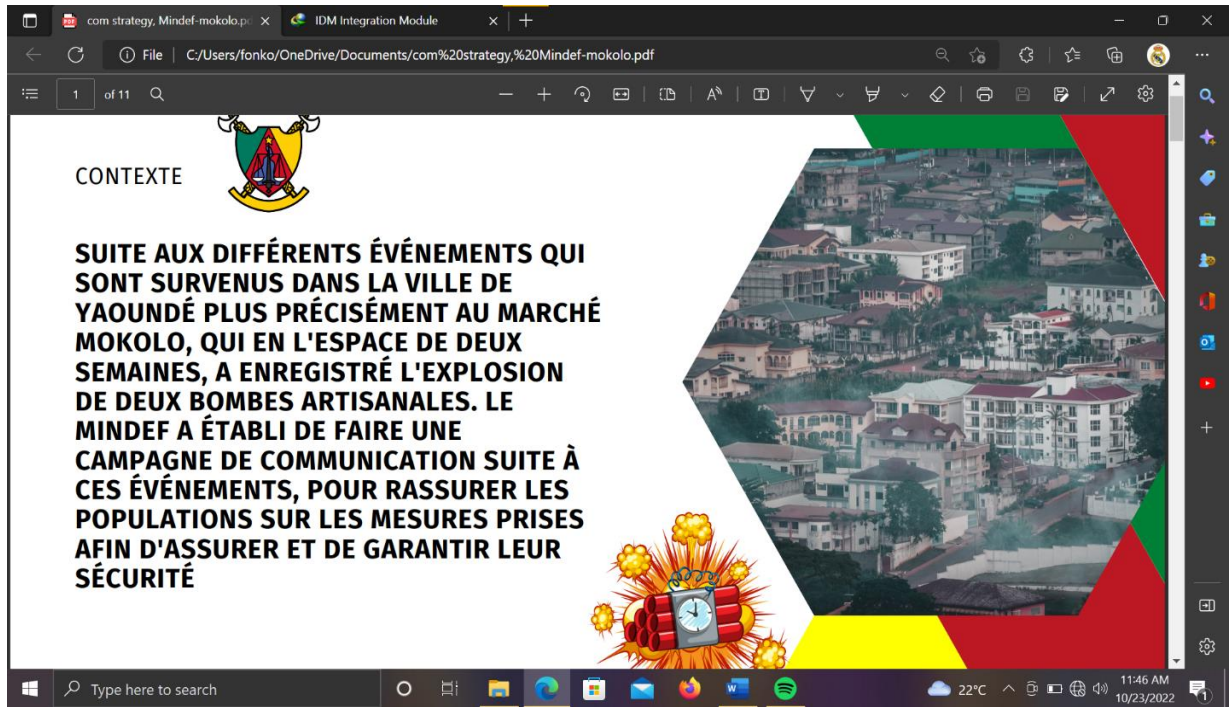 com strategy, Mindef-mokolo.pd
IDM Integration Module
File
C:/Users/fonko/OneDrive/Documents/com%20strategy,%20Mindef-mokolo.pdf
1 of 11
CONTEXTE
SUITE AUX DIFFÉRENTS ÉVÉNEMENTS QUI
SONT SURVENUS DANS LA VILLE DE
YAOUNDÉ PLUS PRÉCISÉMENT AU MARCHÉ
MOKOLO, QUI EN L'ESPACE DE DEUX
SEMAINES, A ENREGISTRÉ L'EXPLOSION
DE DEUX BOMBES ARTISANALES. LE
MINDEF A ÉTABLI DE FAIRE UNE
CAMPAGNE DE COMMUNICATION SUITE À
CES ÉVÉNEMENTS, POUR RASSURER LES
POPULATIONS SUR LES MESURES PRISES
AFIN D'ASSURER ET DE GARANTIR LEUR
SÉCURITÉ
Type here to search
22°C
11:46 AM
10/23/2022
1